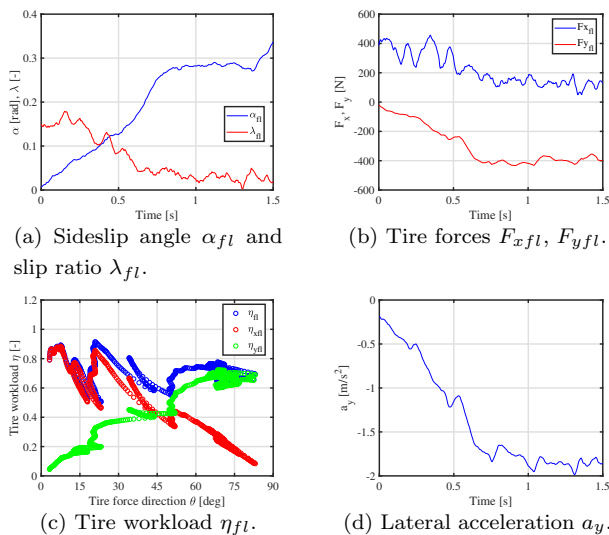 0.4
0.3
0.2
0.1
0
α [rad], λ [-]
α_fl
λ_fl
0 0.5 1 1.5
Time [s]
(a) Sideslip angle α_fl and
slip ratio λ_fl.
600
400
200
0
-200
-400
-600
F_x, F_y [N]
Fx_fl
Fy_fl
0 0.5 1 1.5
Time [s]
(b) Tire forces F_xfl, F_yfl.
1.2
1
0.8
0.6
0.4
0.2
0
Tire workload η [-]
η_fl
η_xfl
η_yfl
0 15 30 45 60 75 90
Tire force direction θ [deg]
(c) Tire workload η_fl.
0
-0.5
-1
-1.5
-2
a_y [m/s²]
0 0.5 1 1.5
Time [s]
(d) Lateral acceleration a_y.